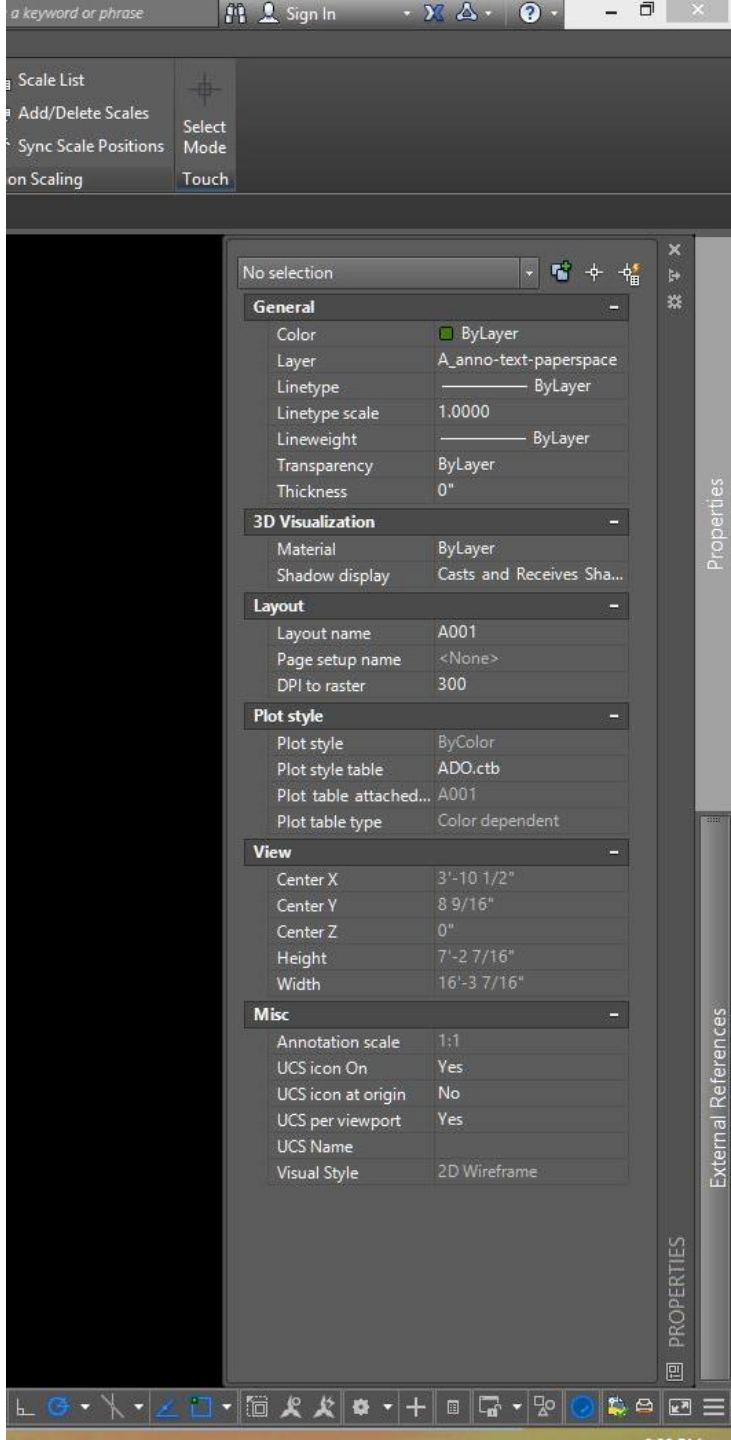 a keyword or phrase Sign In
Scale List
Add/Delete Scales
Sync Scale Positions
Select Mode
on Scaling Touch
No selection
General
Color ByLayer
Layer A_anno-text-paperspace
Linetype ByLayer
Linetype scale 1.0000
Lineweight ByLayer
Transparency ByLayer
Thickness 0"
3D Visualization
Material ByLayer
Shadow display Casts and Receives Sha...
Layout
Layout name A001
Page setup name <None>
DPI to raster 300
Plot style
Plot style ByColor
Plot style table ADO.ctb
Plot table attached... A001
Plot table type Color dependent
View
Center X 3'-10 1/2"
Center Y 8 9/16"
Center Z 0"
Height 7'-2 7/16"
Width 16'-3 7/16"
Misc
Annotation scale 1:1
UCS icon On Yes
UCS icon at origin No
UCS per viewport Yes
UCS Name
Visual Style 2D Wireframe
PROPERTIES
Properties
External References